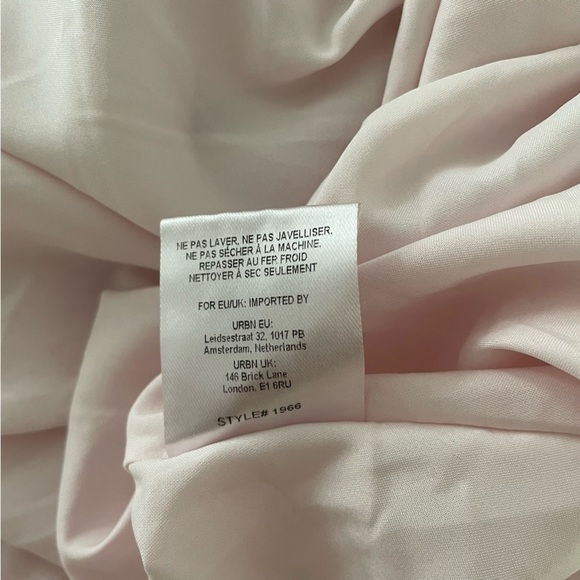 NE PAS LAVER, NE PAS JAVELLISER,
NE PAS SÉCHER À LA MACHINE.
REPASSER AU FER FROID
NETTOYER À SEC SEULEMENT
FOR EU/UK: IMPORTED BY
URBN EU:
Leidsestraat 32, 1017 PB
Amsterdam, Netherlands
URBN UK:
146 Brick Lane
London, E1 6RU
STYLE# 1966